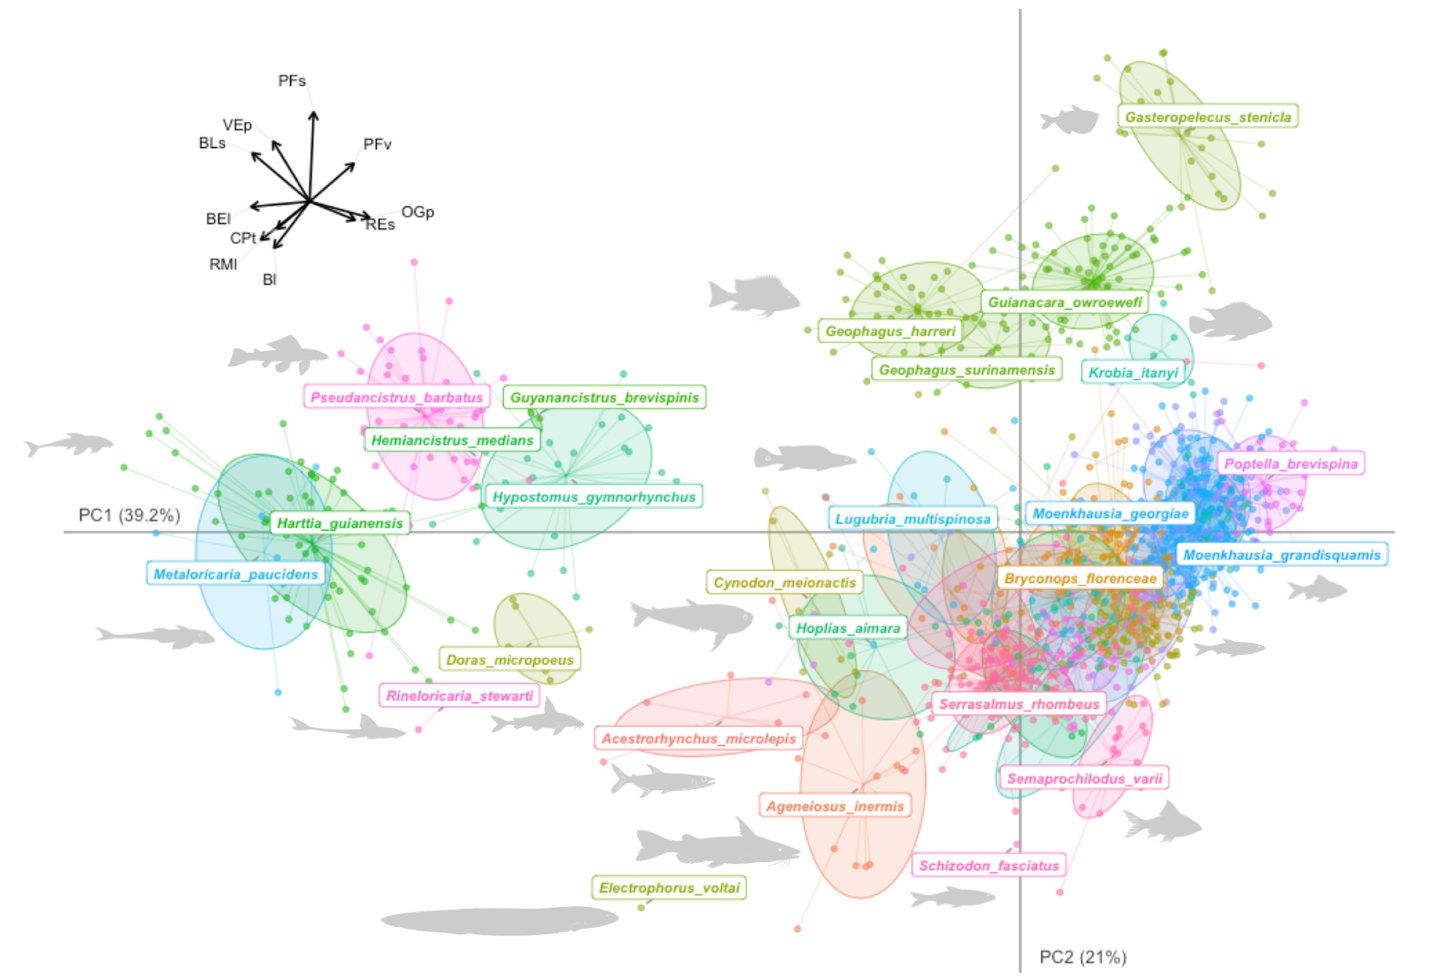 PFs
Gasteropelecus_stenicla
VEp
BLs
PFv
BEl
OGp
REs
CPt
RMl
Bl
Guianacara_owroewefi
Geophagus_harreri
Geophagus_surinamensis
Krobia_itanyi
Pseudancistrus_barbatus
Guyanancistrus_brevispinis
Hemiancistrus_medians
Poptella_brevispina
Hypostomus_gymnorhynchus
PC1 (39.2%)
Harttia_guianensis
Lugubria_multispinosa
Moenkhausia_georgiae
Moenkhausia_grandisquamis
Metaloricaria_paucidens
Cynodon_meionactis
Bryconops_florenceae
Hoplias_aimara
Doras_micropoeus
Rineloricaria_stewarti
Serrasalmus_rhombeus
Acestrorhynchus_microlepis
Semaprochilodus_varii
Ageneiosus_inermis
Schizodon_fasciatus
Electrophorus_voltai
PC2 (21%)